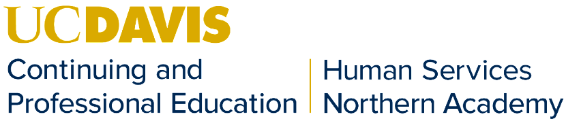 UCDAVIS
Continuing and
Professional Education
Human Services
Northern Academy